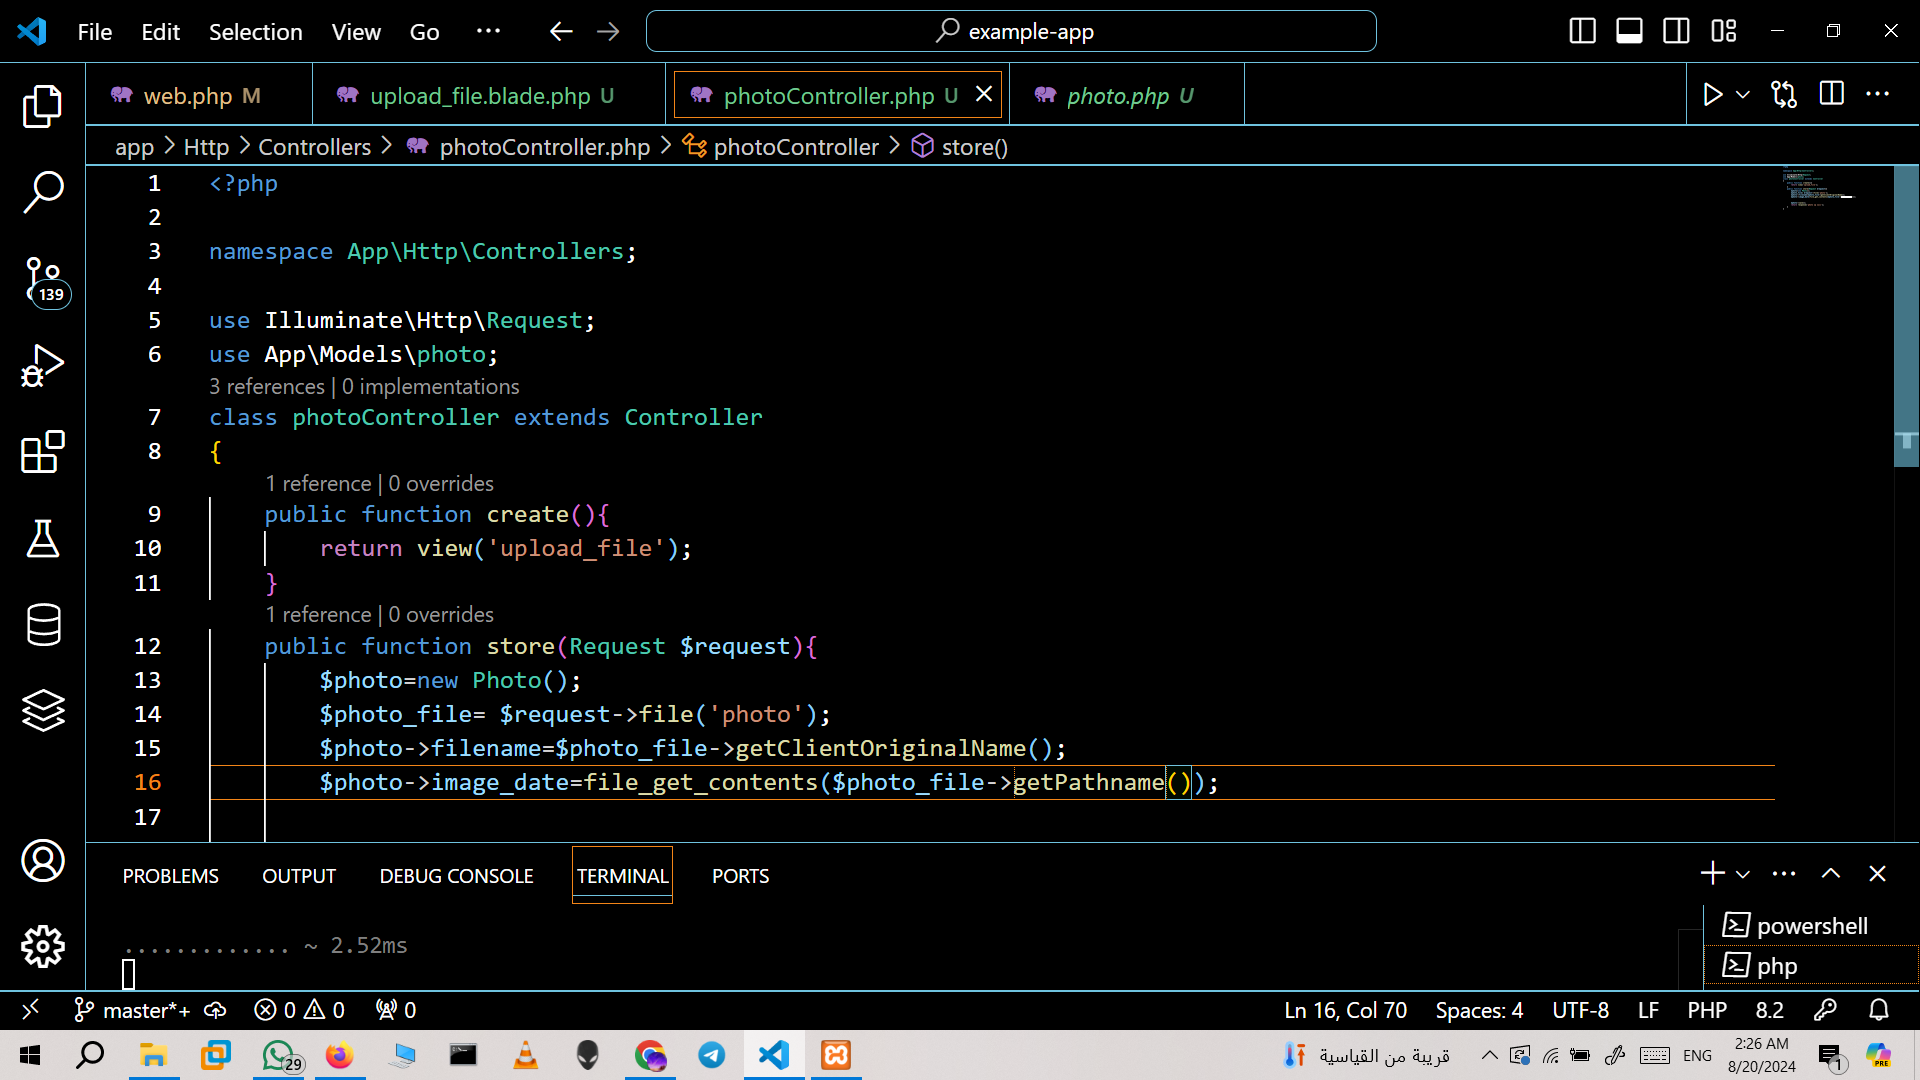 File Edit Selection View Go ··· example-app
web.php M upload_file.blade.php U photoController.php U photo.php U
app > Http > Controllers > photoController.php > photoController > store()
1 <?php
2
3 namespace App\Http\Controllers;
4
5 use Illuminate\Http\Request;
6 use App\Models\photo;
3 references | 0 implementations
7 class photoController extends Controller
8 {
1 reference | 0 overrides
9 public function create(){
10 return view('upload_file');
11 }
1 reference | 0 overrides
12 public function store(Request $request){
13 $photo=new Photo();
14 $photo_file= $request->file('photo');
15 $photo->filename=$photo_file->getClientOriginalName();
16 $photo->image_date=file_get_contents($photo_file->getPathname());
17
139
PROBLEMS OUTPUT DEBUG CONSOLE TERMINAL PORTS
............. ~ 2.52ms
powershell
php
master*+ 0 0 0 Ln 16, Col 70 Spaces: 4 UTF-8 LF PHP 8.2
29 قريبة من القياسية ENG 2:26 AM
8/20/2024 1 PRE